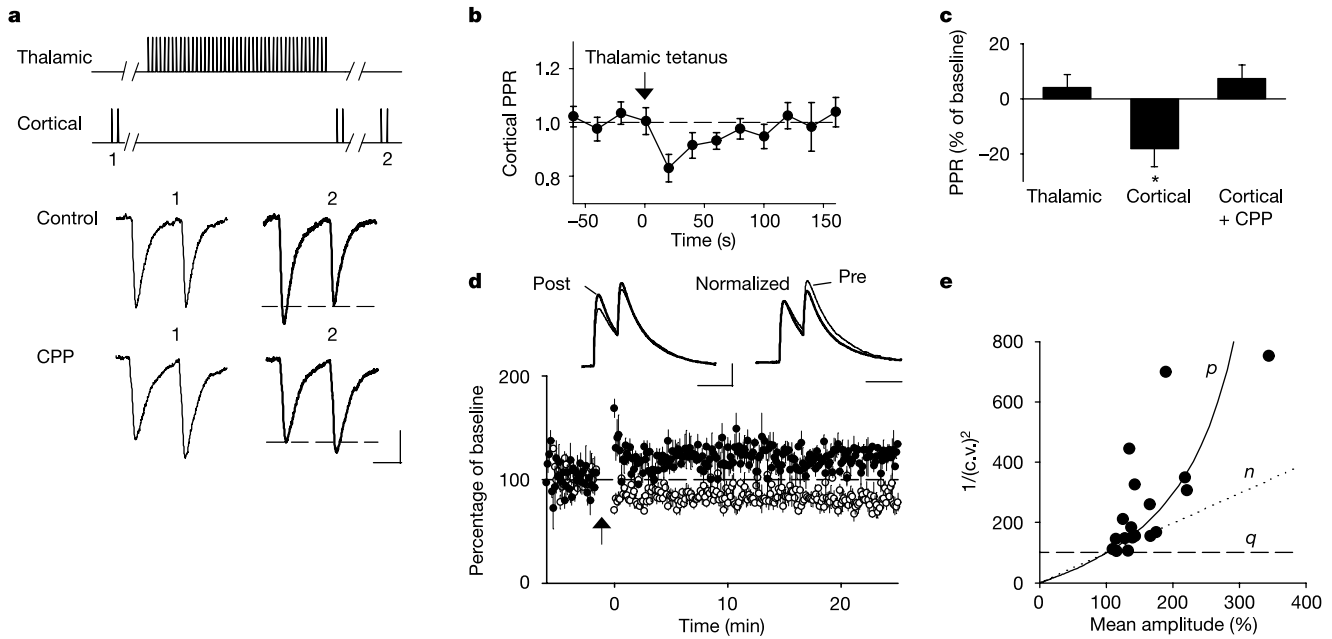 a
Thalamic
Cortical
1
2
Control
1
2
CPP
1
2
b
Thalamic tetanus
Cortical PPR
1.2
1.0
0.8
−50
0
50
100
150
Time (s)
c
PPR (% of baseline)
20
0
−20
*
Thalamic
Cortical
Cortical
+ CPP
d
Post
Normalized
Pre
Percentage of baseline
200
100
0
0
10
20
Time (min)
e
1/(c.v.)²
800
600
400
200
0
p
n
q
0
100
200
300
400
Mean amplitude (%)